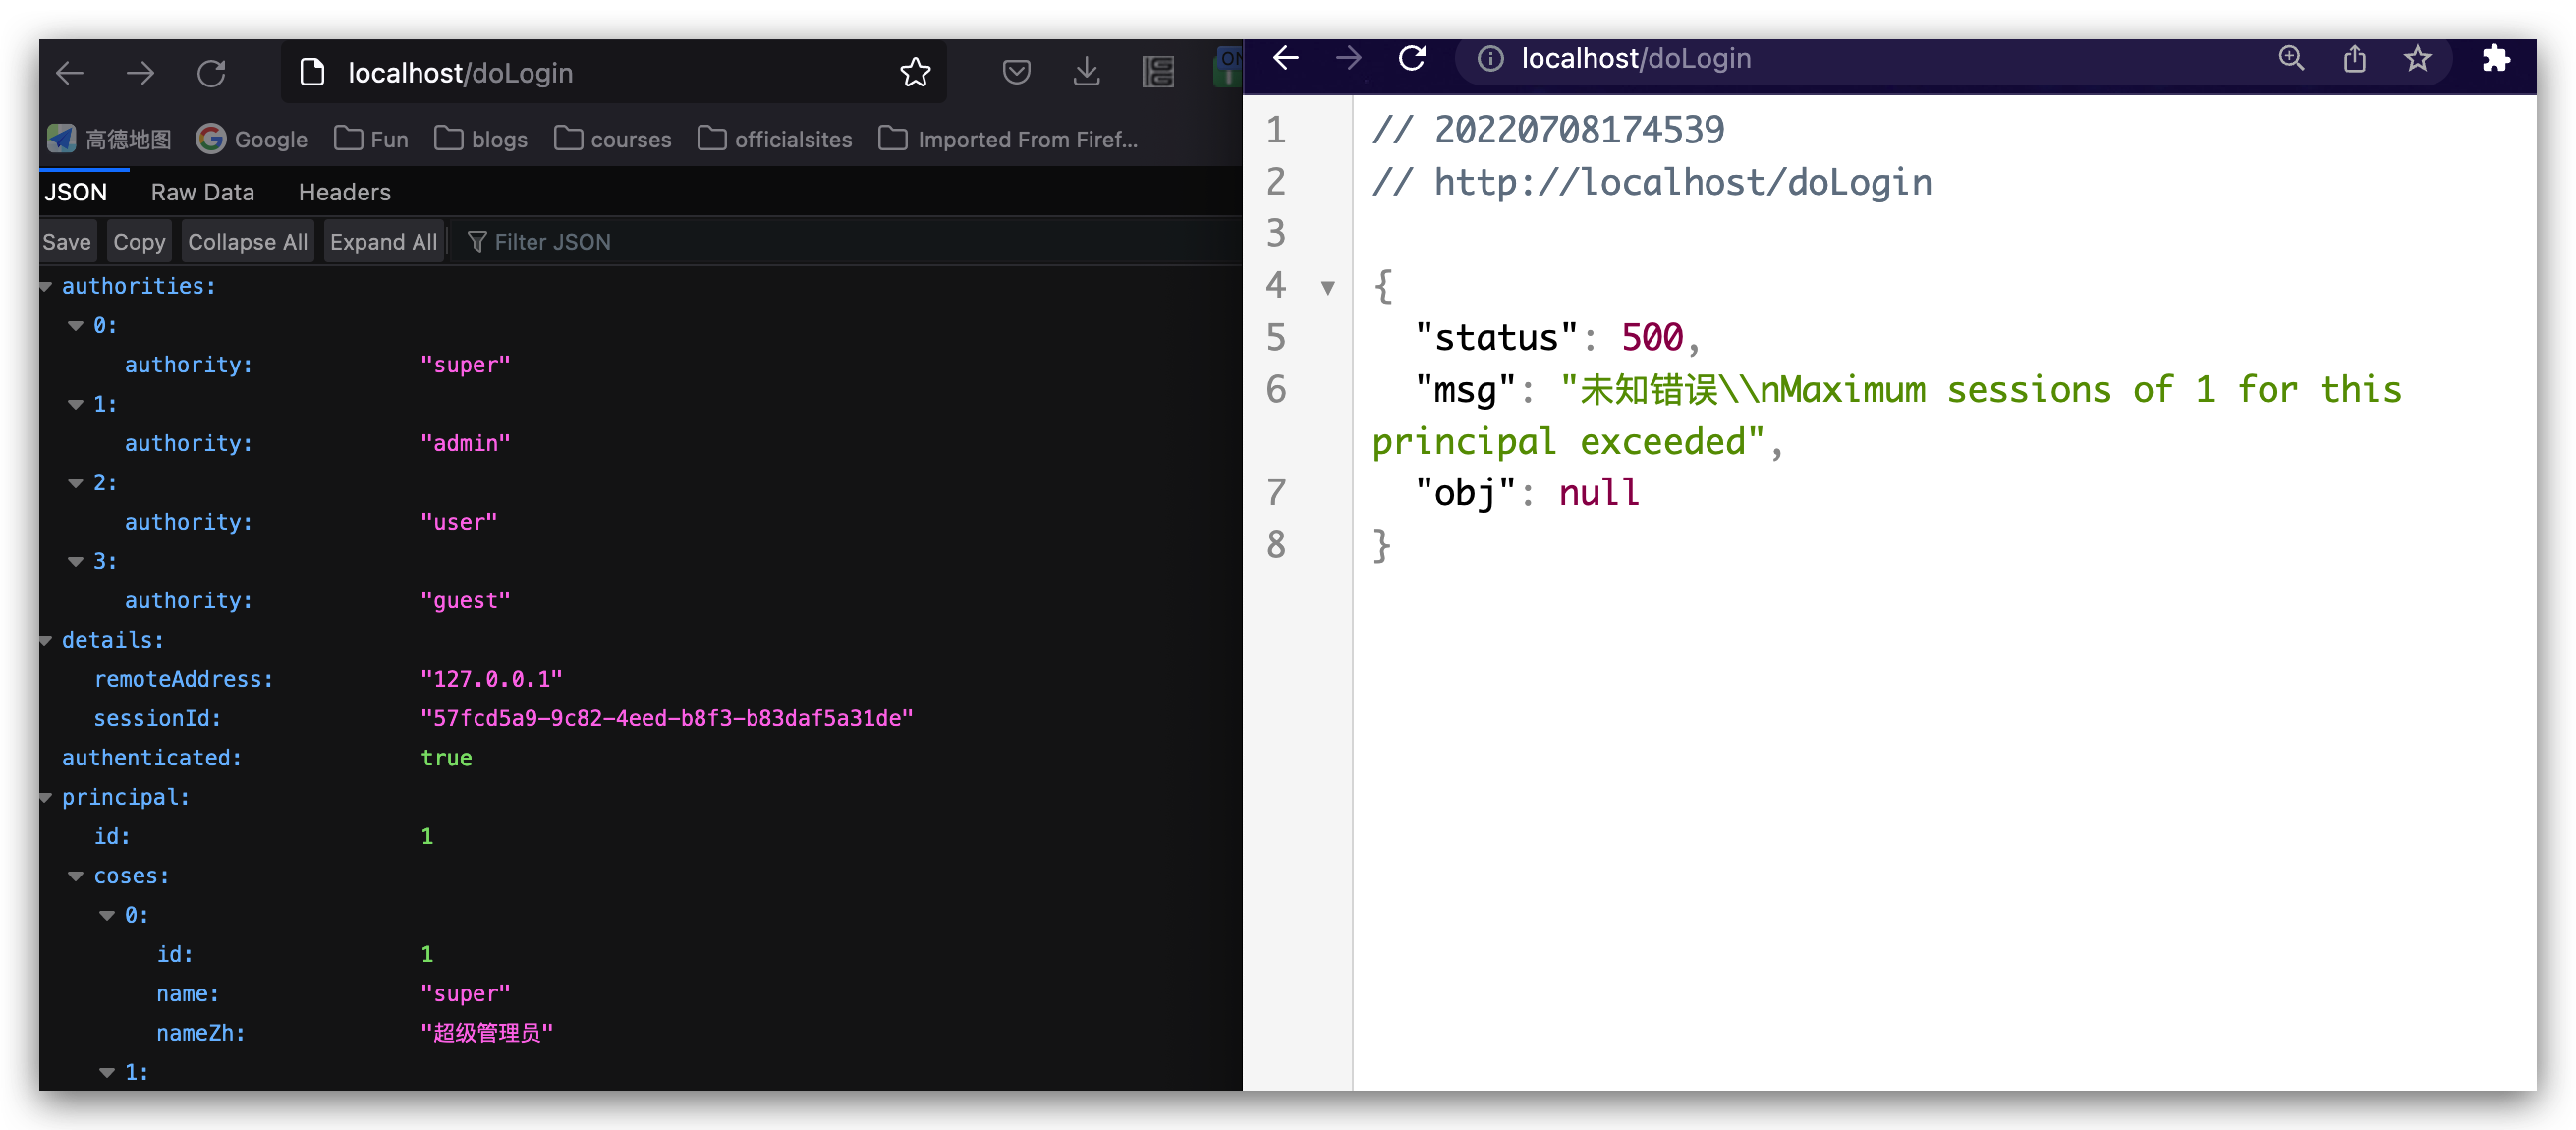 localhost/doLogin
高德地图 Google Fun blogs courses officialsites Imported From Firef...
JSON Raw Data Headers
Save Copy Collapse All Expand All Filter JSON
authorities:
0:
authority: "super"
1:
authority: "admin"
2:
authority: "user"
3:
authority: "guest"
details:
remoteAddress: "127.0.0.1"
sessionId: "57fcd5a9-9c82-4eed-b8f3-b83daf5a31de"
authenticated: true
principal:
id: 1
coses:
0:
id: 1
name: "super"
nameZh: "超级管理员"
1:
localhost/doLogin
1 // 20220708174539
2 // http://localhost/doLogin
3
4 {
5 "status": 500,
6 "msg": "未知错误\\nMaximum sessions of 1 for this
principal exceeded",
7 "obj": null
8 }